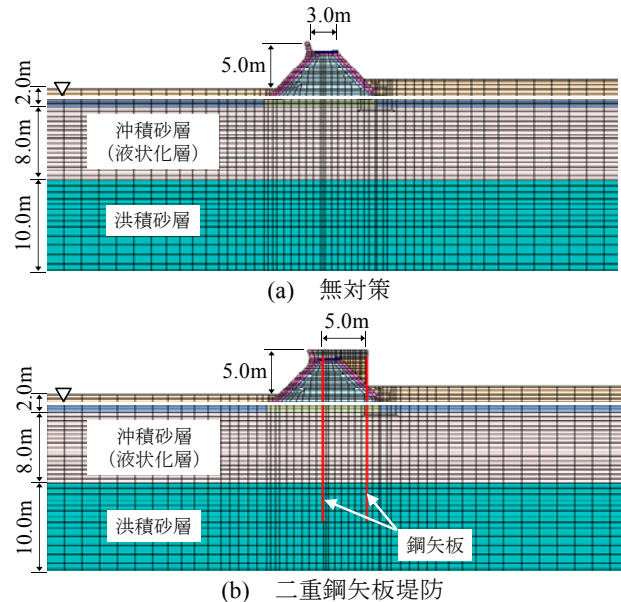 3.0m
5.0m
2.0m
沖積砂層
（液状化層）
8.0m
洪積砂層
10.0m
(a) 無対策
5.0m
5.0m
2.0m
沖積砂層
（液状化層）
8.0m
洪積砂層
10.0m
鋼矢板
(b) 二重鋼矢板堤防